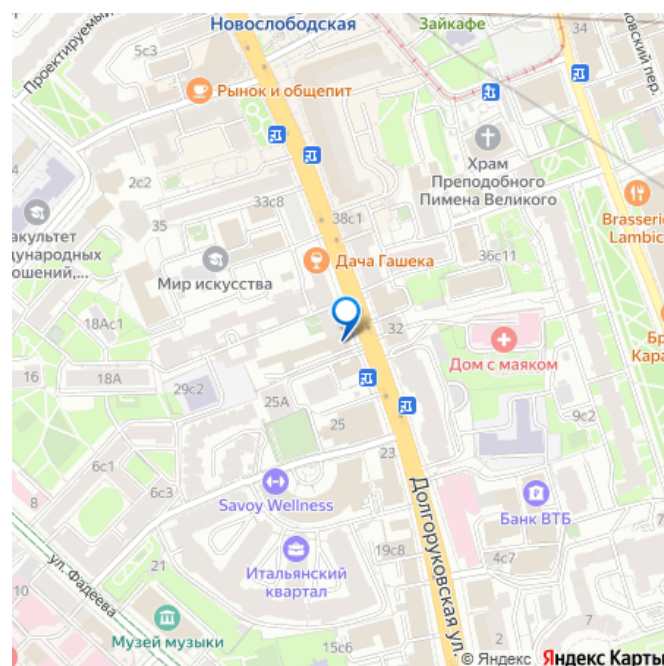 Новослободская
Зайкафе
34
Проектируемый
5с3
Рынок и общепит
Храм
Преподобного
Пимена Великого
2с2
33с8
38с1
35
Brasserie
Lambic
36с11
Дача Гашека
Мир искусства
18Ас1
32
Дом с маяком
16
18А
29с2
25А
25
9с2
23
6с1
6с3
8
Savoy Wellness
Банк ВТБ
Долгоруковская ул.
19с8
4с7
Итальянский
квартал
21
ул. Фадеева
10
7
2
Музей музыки
15с6
© Яндекс Яндекс Карты